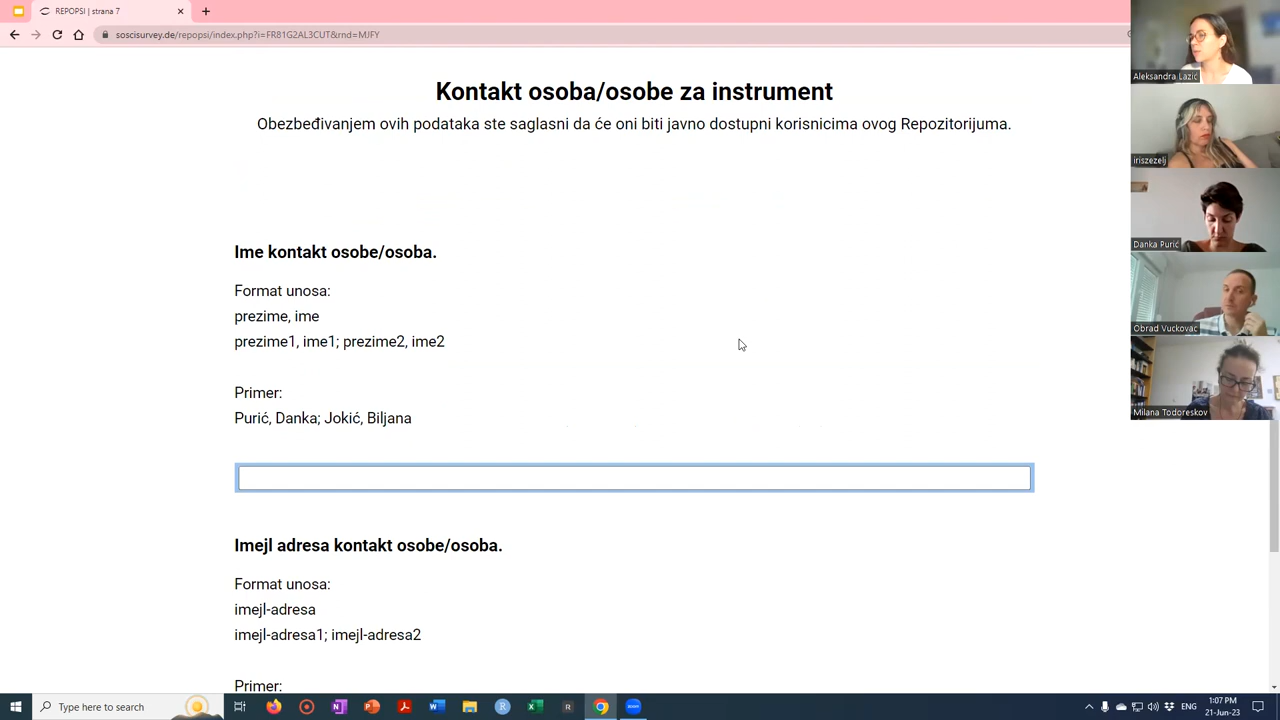 REPOPSI | strana 7
soscisurvey.de/repopsi/index.php?i=FR81G2AL3CUT&rnd=MJFY
Kontakt osoba/osobe za instrument
Obezbeđivanjem ovih podataka ste saglasni da će oni biti javno dostupni korisnicima ovog Repozitorijuma.
Ime kontakt osobe/osoba.
Format unosa:
prezime, ime
prezime1, ime1; prezime2, ime2
Primer:
Purić, Danka; Jokić, Biljana
Imejl adresa kontakt osobe/osoba.
Format unosa:
imejl-adresa
imejl-adresa1; imejl-adresa2
Primer:
Aleksandra Lazić
iriszezelj
Danka Purić
Obrad Vuckovac
Milana Todoreskov
Type here to search
1:07 PM
21-Jun-23